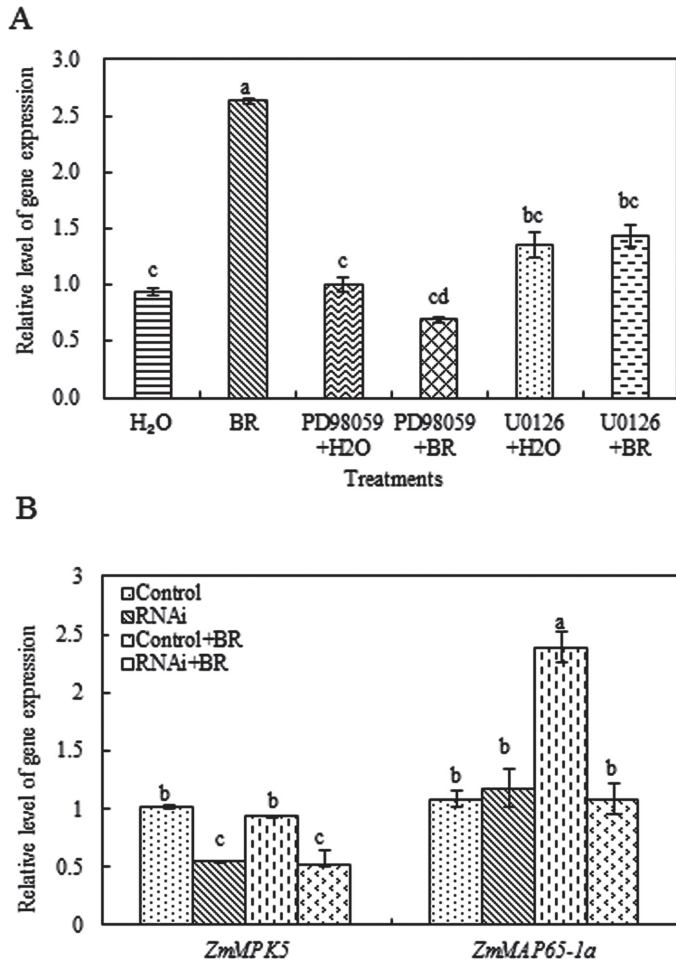 A
Relative level of gene expression
3.0
2.5
2.0
1.5
1.0
0.5
0.0
c
a
c
cd
bc
bc
H₂O BR PD98059 PD98059 U0126 U0126
+H2O +BR +H2O +BR
Treatments
B
Relative level of gene expression
3
2.5
2
1.5
1
0.5
0
Control
RNAi
Control+BR
RNAi+BR
b
c
b
c
b
b
a
b
ZmMPK5 ZmMAP65-1a